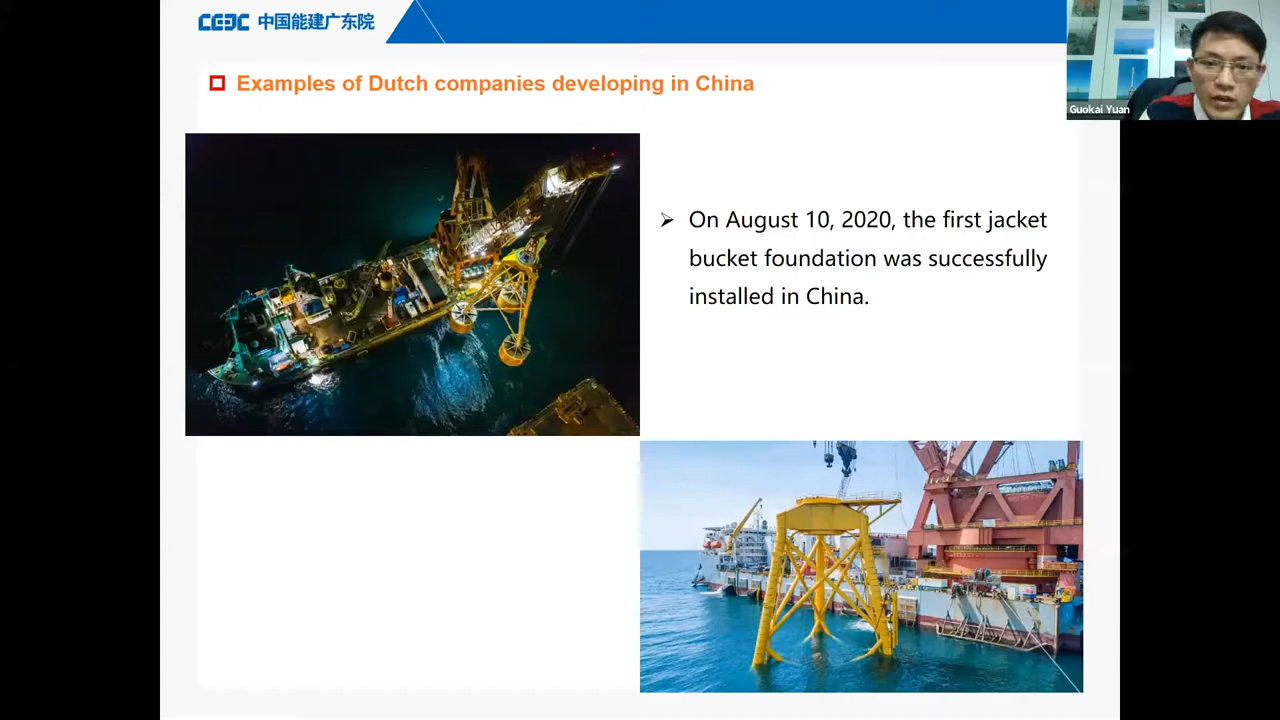 CEEC 中国能建广东院
Examples of Dutch companies developing in China
Guokai Yuan
On August 10, 2020, the first jacket
bucket foundation was successfully
installed in China.